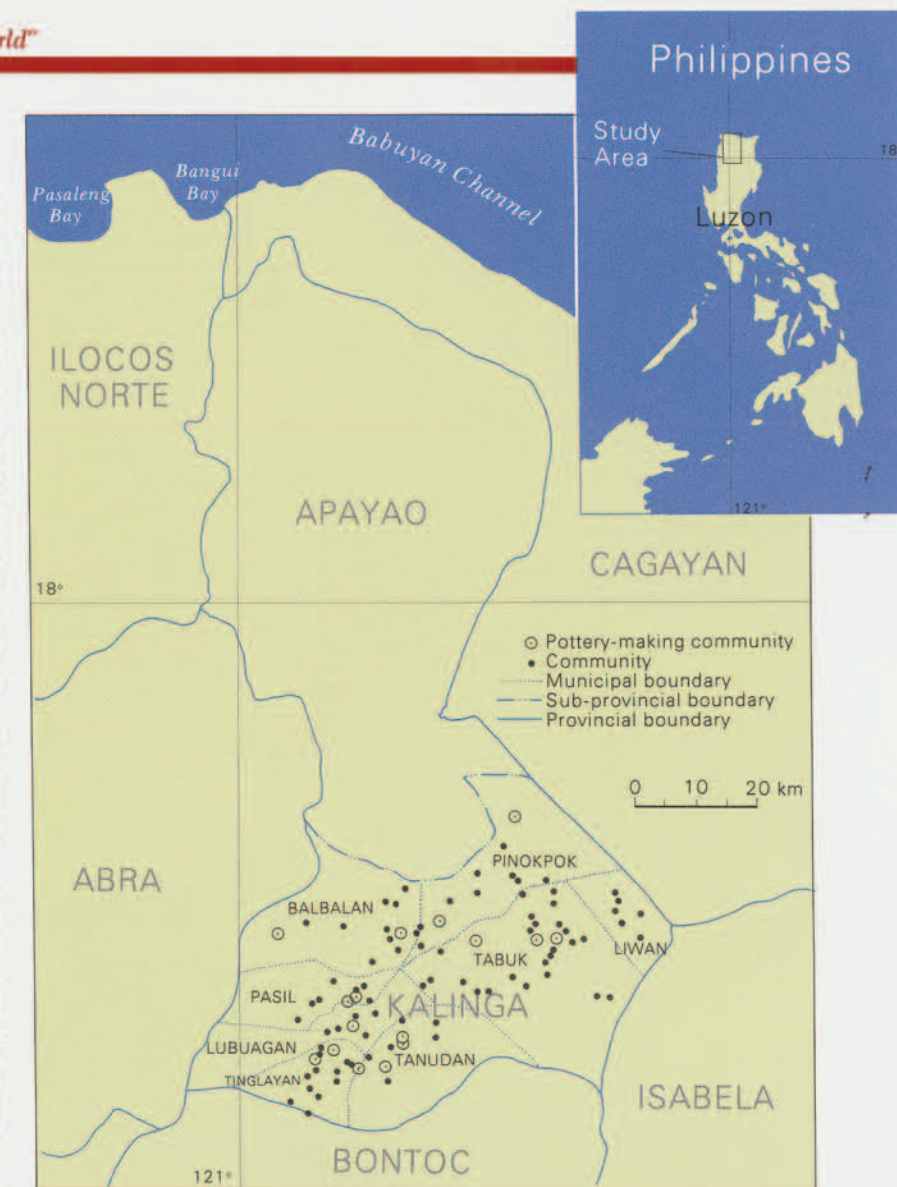 rld™
Philippines
Study
Area
18
Luzon
121°
Babuyan Channel
Bangui
Bay
Pasaleng
Bay
ILOCOS
NORTE
APAYAO
CAGAYAN
18°
Pottery-making community
Community
Municipal boundary
Sub-provincial boundary
Provincial boundary
0 10 20 km
PINOKPOK
ABRA
BALBALAN
LIWAN
TABUK
PASIL
KALINGA
LUBUAGAN
TANUDAN
TINGLAYAN
ISABELA
BONTOC
121°